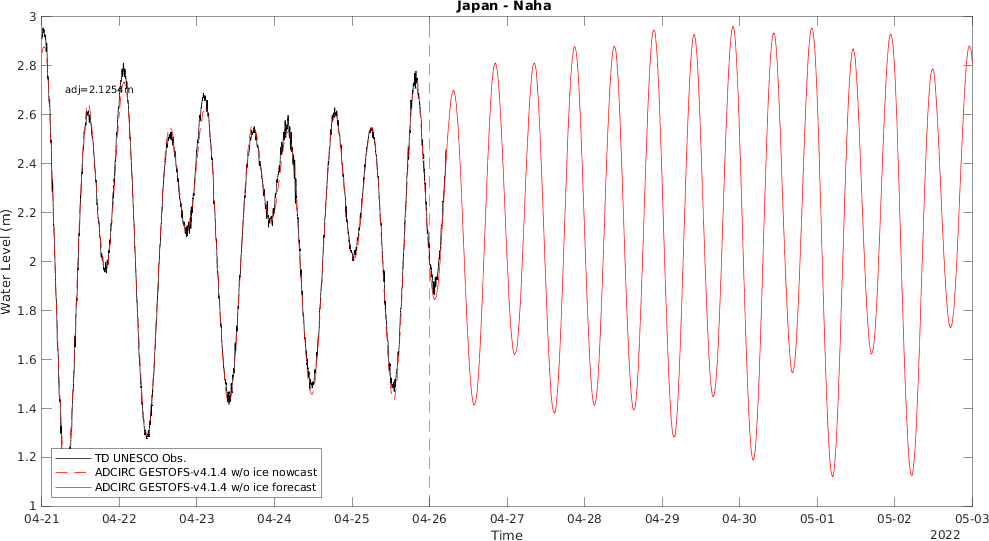 Japan - Naha
3
2.8
2.6
2.4
2.2
2
1.8
1.6
1.4
1.2
1
Water Level (m)
adj=2.1254m
TD UNESCO Obs.
ADCIRC GESTOFS-v4.1.4 w/o ice nowcast
ADCIRC GESTOFS-v4.1.4 w/o ice forecast
04-21 04-22 04-23 04-24 04-25 04-26 04-27 04-28 04-29 04-30 05-01 05-02 05-03
Time
2022